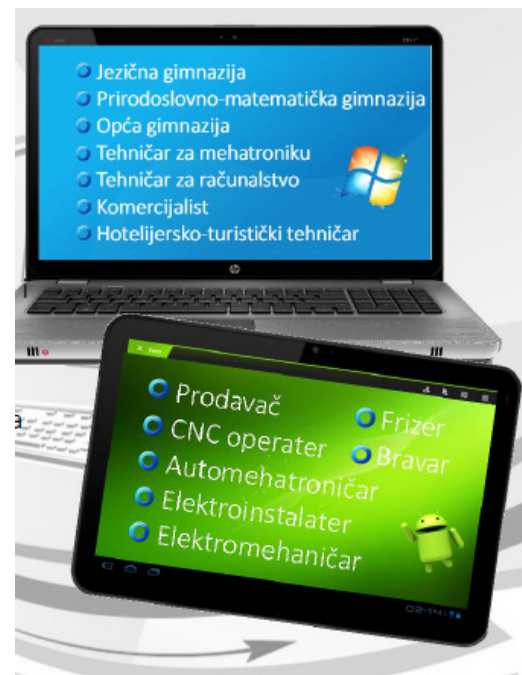 Jezična gimnazija
Prirodoslovno-matematička gimnazija
Opća gimnazija
Tehničar za mehatroniku
Tehničar za računalstvo
Komercijalist
Hotelijersko-turistički tehničar
hp
a
Prodavač
CNC operater
Automehatroničar
Elektroinstalater
Elektromehaničar
Frizer
Bravar